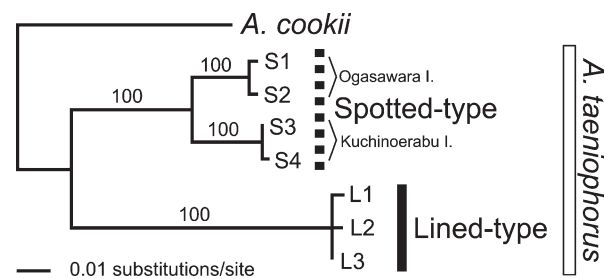 A. cookii
100
S1
S2
Ogasawara I.
100
Spotted-type
100
S3
S4
Kuchinoerabu I.
100
L1
L2
L3
Lined-type
A. taeniophorus
0.01 substitutions/site